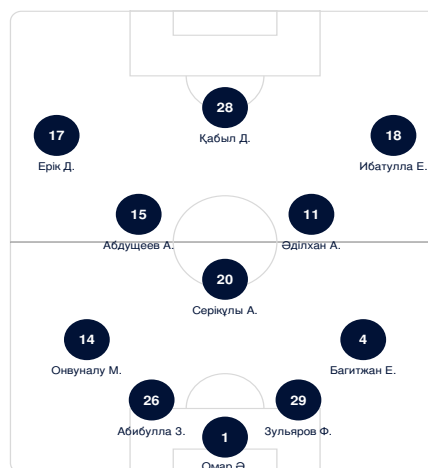 28
Қабыл Д.
17
Ерік Д.
18
Ибатулла Е.
15
Абдущеев А.
11
Әділхан А.
20
Серікұлы А.
14
Онвуналу М.
4
Багитжан Е.
26
Абибулла З.
29
Зульяров Ф.
1
Омар Ә.